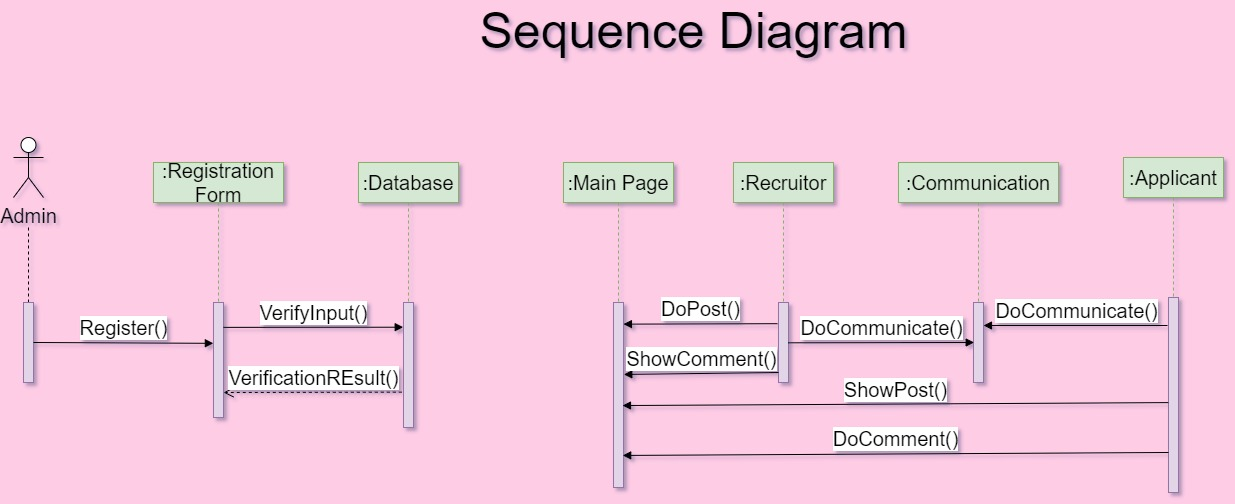 Sequence Diagram
Admin
:Registration
Form
:Database
:Main Page
:Recruitor
:Communication
:Applicant
Register()
VerifyInput()
VerificationREsult()
DoPost()
DoCommunicate()
DoCommunicate()
ShowComment()
ShowPost()
DoComment()